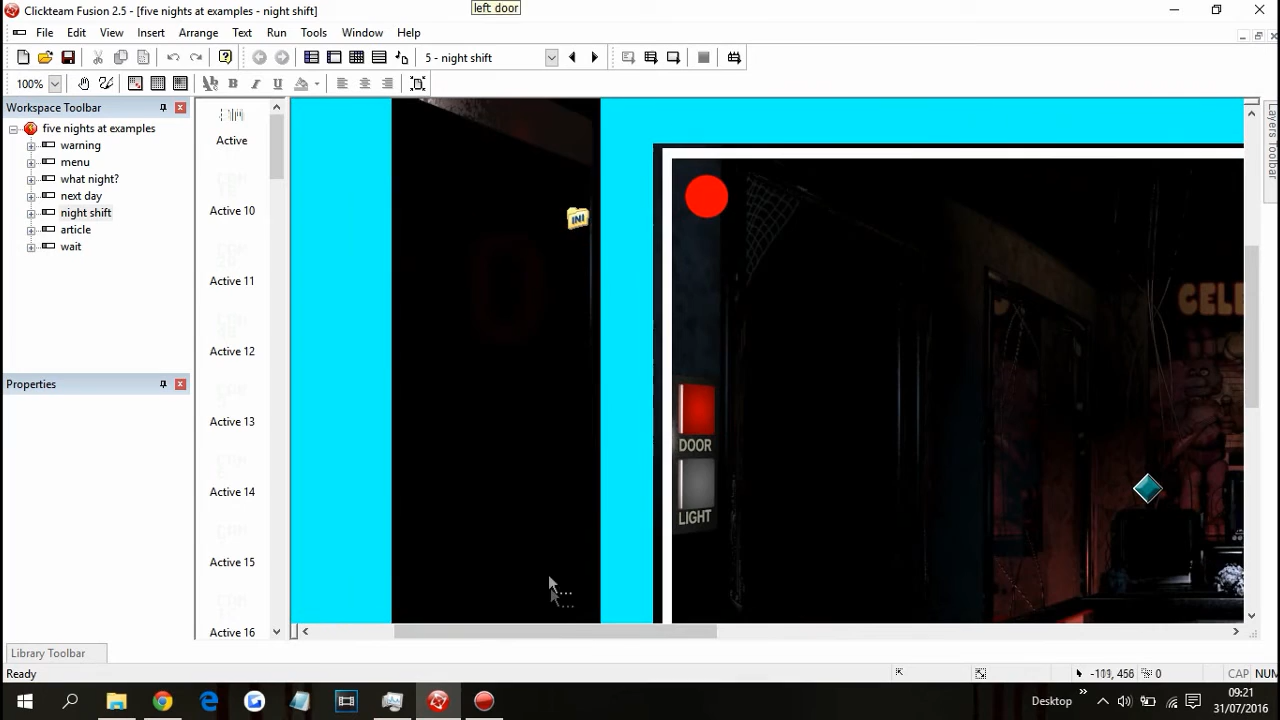 Clickteam Fusion 2.5 - [five nights at examples - night shift]
left door
File Edit View Insert Arrange Text Run Tools Window Help
5 - night shift
100%
Workspace Toolbar
five nights at examples
warning
menu
what night?
next day
night shift
article
wait
Properties
Active
Active 10
Active 11
Active 12
Active 13
Active 14
Active 15
Active 16
INI
CELE
DOOR
LIGHT
Layers Toolbar
Library Toolbar
Ready
-111, 456
0
CAP
NUM
Desktop
09:21
31/07/2016